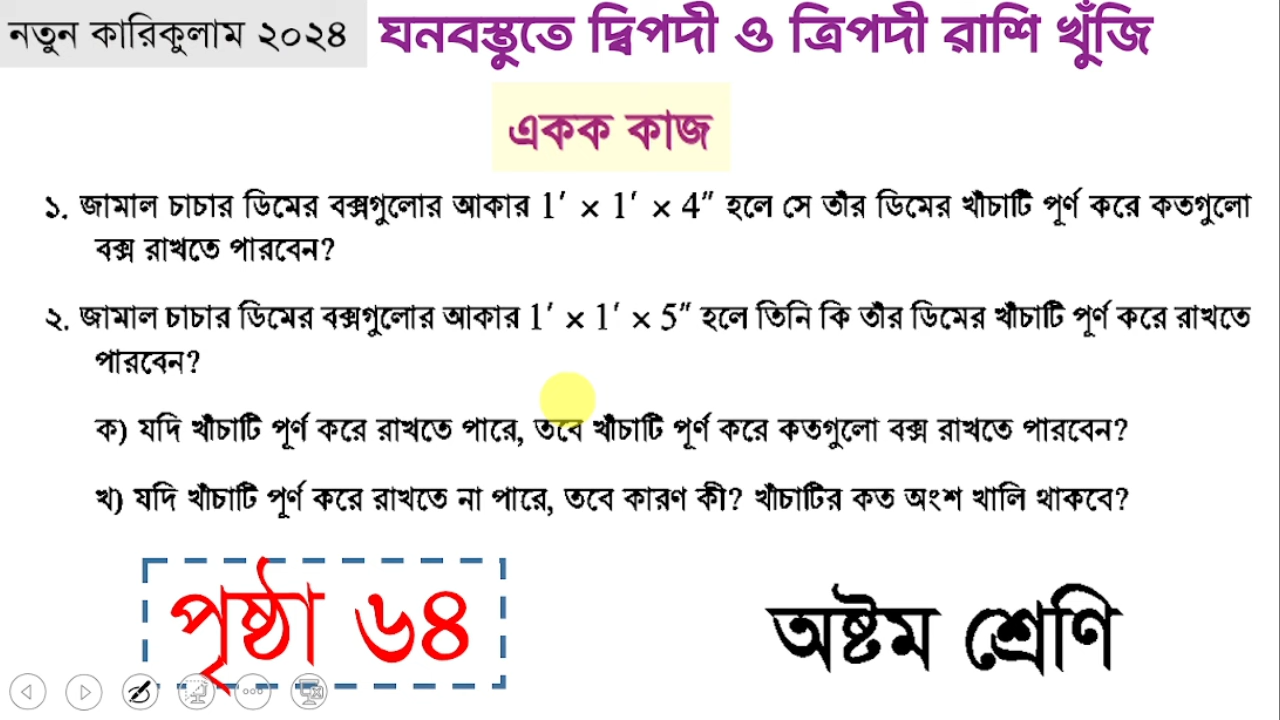 নতুন কারিকুলাম ২০২৪
ঘনবস্তুতে দ্বিপদী ও ত্রিপদী রাশি খুঁজি
একক কাজ
১. জামাল চাচার ডিমের বক্সগুলোর আকার 1′ × 1′ × 4″ হলে সে তাঁর ডিমের খাঁচাটি পূর্ণ করে কতগুলো
বক্স রাখতে পারবেন?
২. জামাল চাচার ডিমের বক্সগুলোর আকার 1′ × 1′ × 5″ হলে তিনি কি তাঁর ডিমের খাঁচাটি পূর্ণ করে রাখতে
পারবেন?
ক) যদি খাঁচাটি পূর্ণ করে রাখতে পারে, তবে খাঁচাটি পূর্ণ করে কতগুলো বক্স রাখতে পারবেন?
খ) যদি খাঁচাটি পূর্ণ করে রাখতে না পারে, তবে কারণ কী? খাঁচাটির কত অংশ খালি থাকবে?
পৃষ্ঠা ৬৪
অষ্টম শ্রেণি